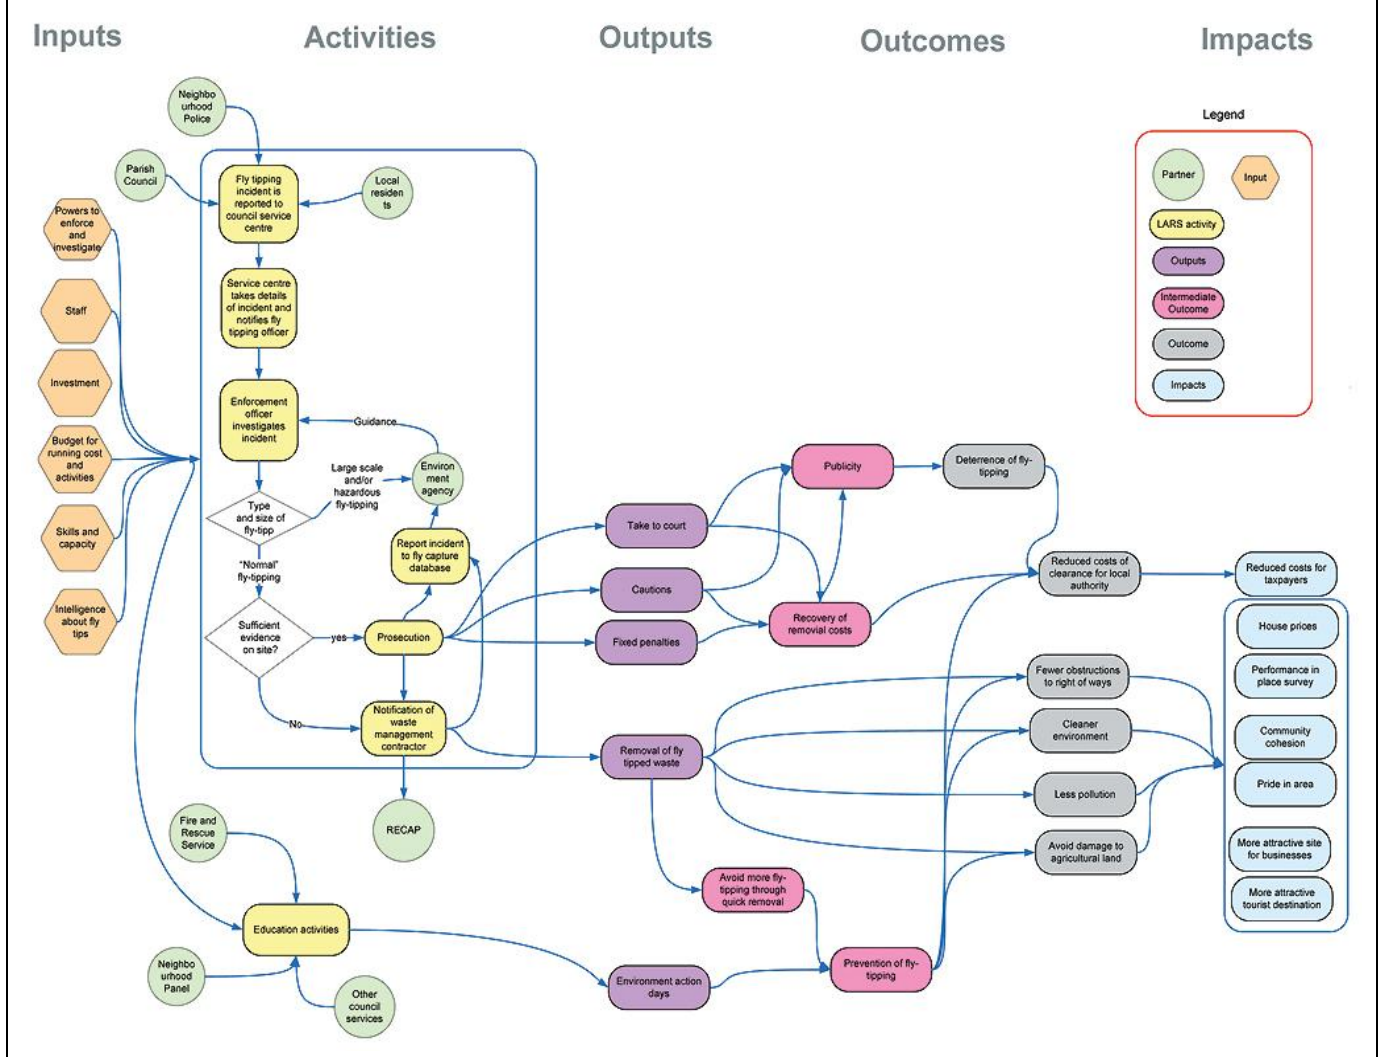 Inputs
Activities
Outputs
Outcomes
Impacts
Legend
Partner
Input
LARS activity
Outputs
Intermediate
Outcome
Outcome
Impacts
Neighbo
urhood
Police
Parish
Council
Local
residen
ts
Fly tipping
incident is
reported to
council service
centre
Powers to
enforce
and
investigate
Staff
Investment
Budget for
running cost
and
activities
Skills and
capacity
Intelligence
about fly
tips
Service centre
takes details
of incident and
notifies fly
tipping officer
Enforcement
officer
investigates
incident
Guidance
Large scale
and/or
hazardous
fly-tipping
Environ
ment
agency
Type
and size of
fly-tipp
Report incident
to fly capture
database
"Normal"
fly-tipping
Sufficient
evidence
on site?
yes
Prosecution
No
Notification of
waste
management
contractor
RECAP
Fire and
Rescue
Service
Education activities
Neighbo
urhood
Panel
Other
council
services
Take to court
Cautions
Fixed penalties
Removal of fly
tipped waste
Environment action
days
Publicity
Recovery of
removial costs
Avoid more fly-
tipping through
quick removal
Prevention of fly-
tipping
Deterrence of fly-
tipping
Reduced costs of
clearance for local
authority
Fewer obstructions
to right of ways
Cleaner
environment
Less pollution
Avoid damage to
agricultural land
Reduced costs for
taxpayers
House prices
Performance in
place survey
Community
cohesion
Pride in area
More attractive site
for businesses
More attractive
tourist destination